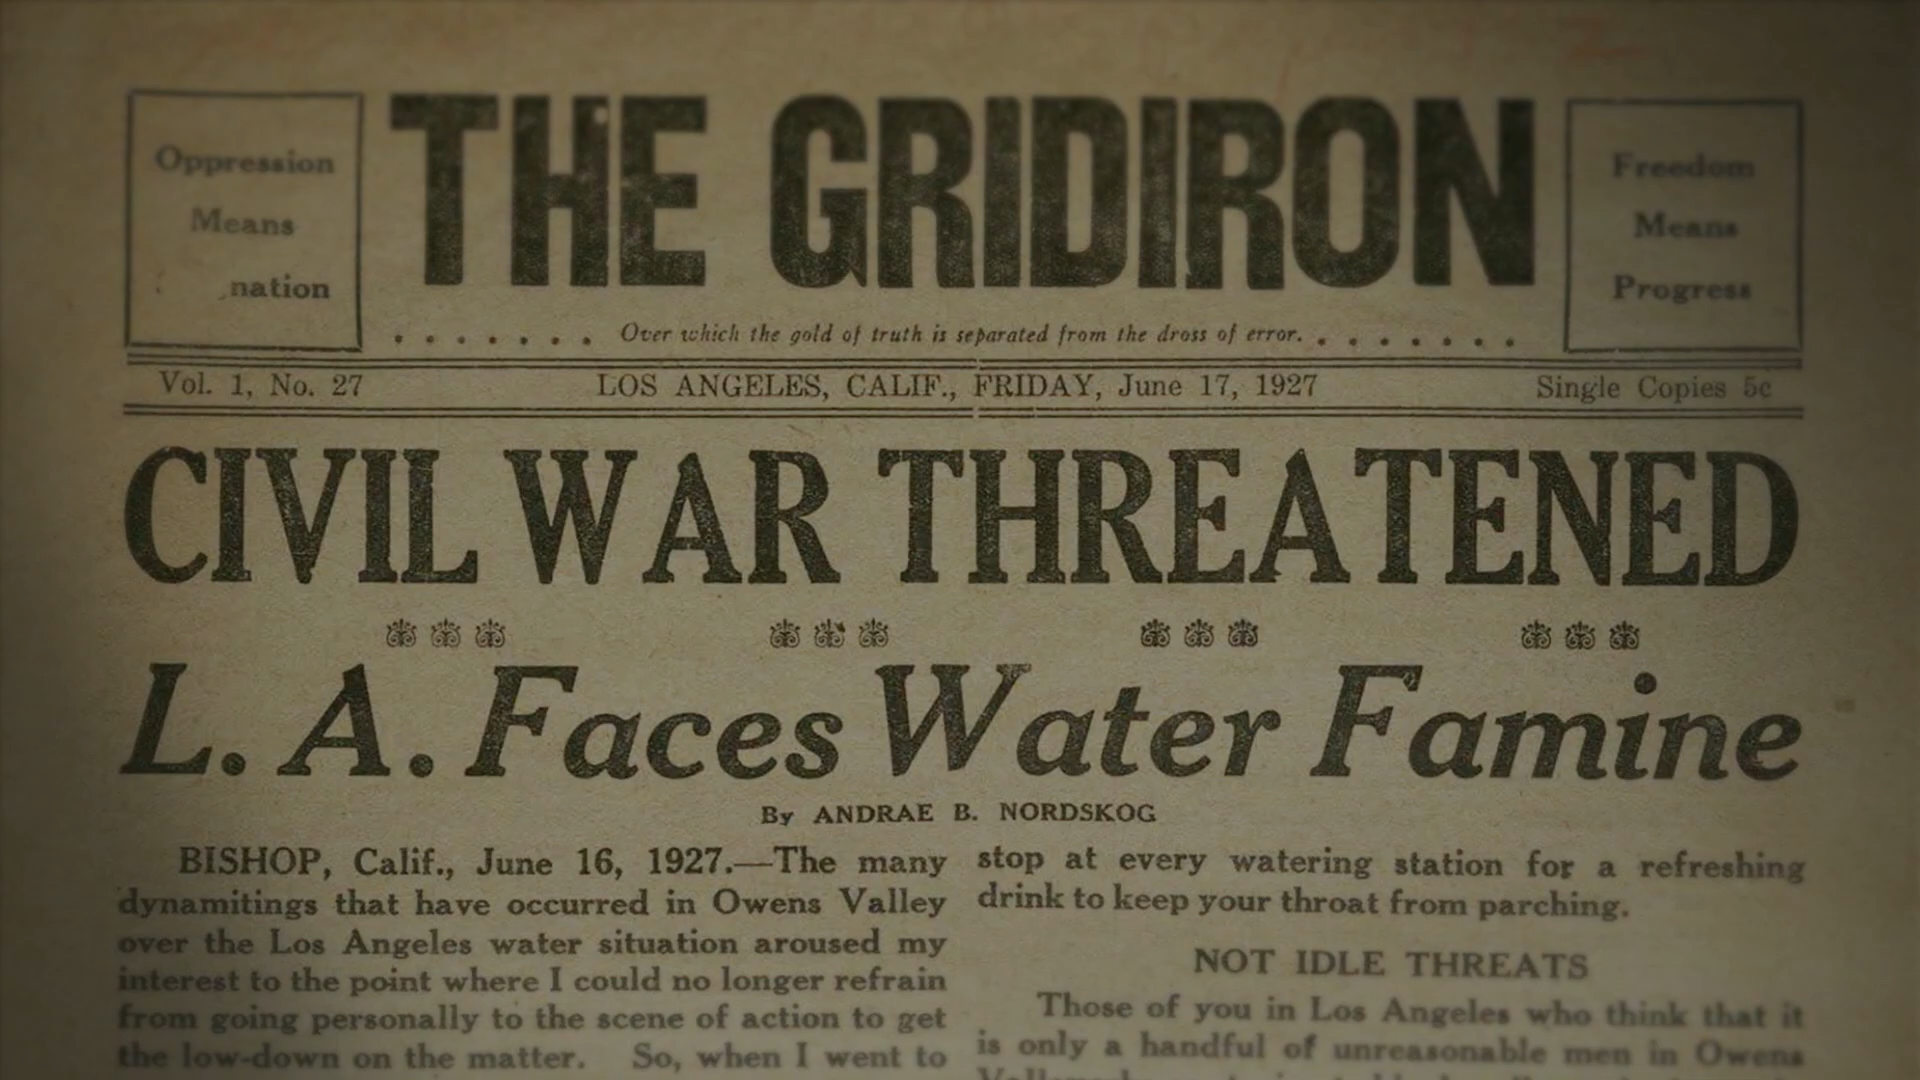 Oppression
Means
nation
THE GRIDIRON
Freedom
Means
Progress
. . . . . . . Over which the gold of truth is separated from the dross of error. . . . . . . .
Vol. 1, No. 27 LOS ANGELES, CALIF., FRIDAY, June 17, 1927 Single Copies 5c
CIVIL WAR THREATENED
L. A. Faces Water Famine
By ANDRAE B. NORDSKOG
BISHOP, Calif., June 16, 1927.—The many
dynamitings that have occurred in Owens Valley
over the Los Angeles water situation aroused my
interest to the point where I could no longer refrain
from going personally to the scene of action to get
the low-down on the matter. So, when I went to
stop at every watering station for a refreshing
drink to keep your throat from parching.
NOT IDLE THREATS
Those of you in Los Angeles who think that it
is only a handful of unreasonable men in Owens